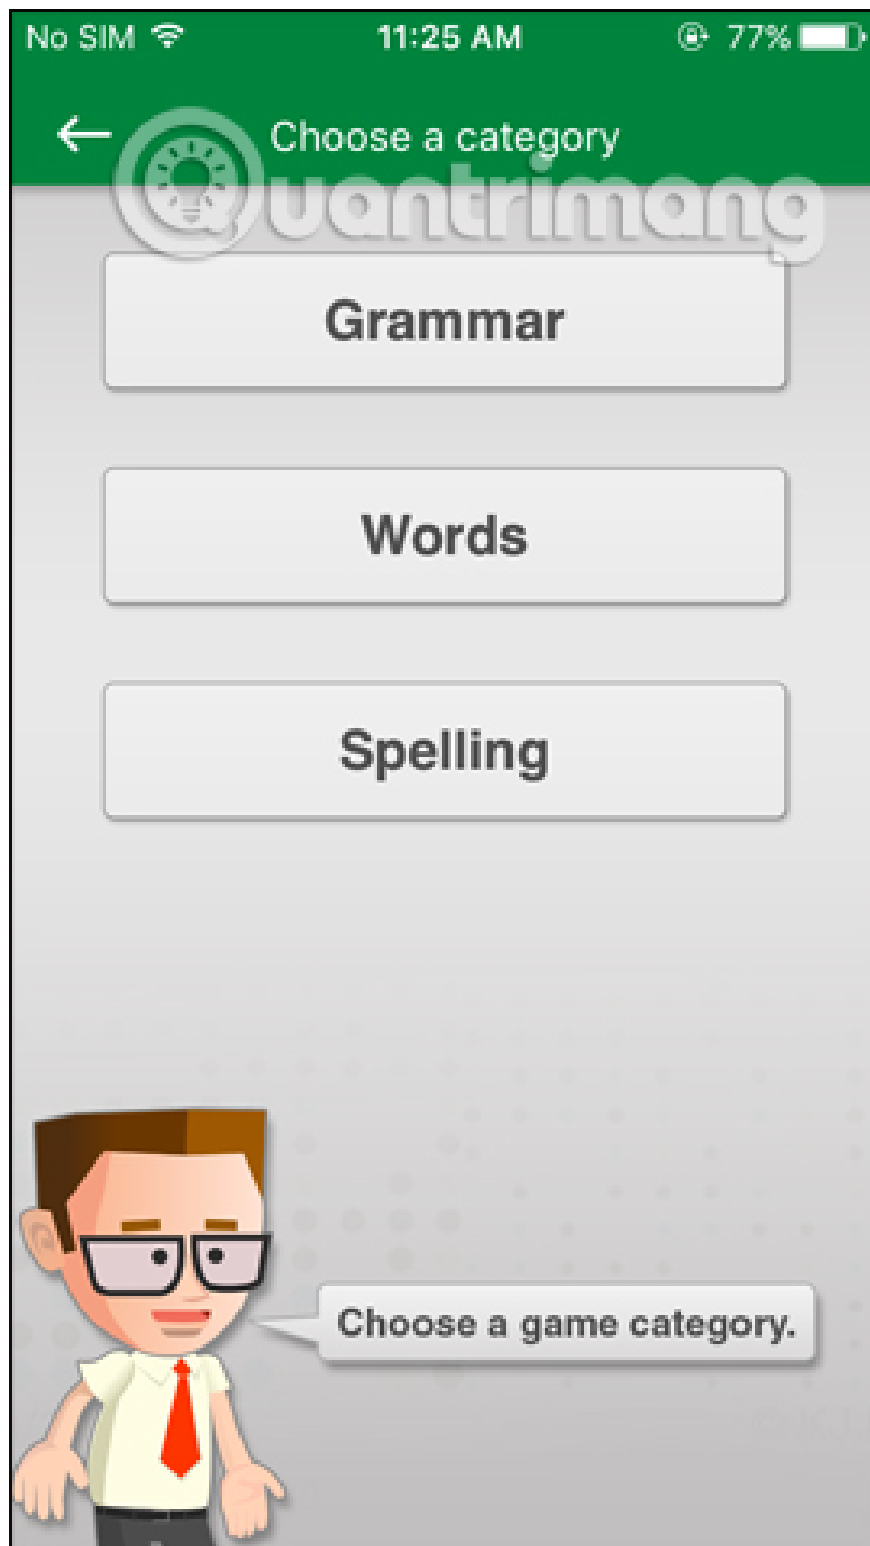 No SIM 11:25 AM 77%
Choose a category
Quantrimang
Grammar
Words
Spelling
Choose a game category.